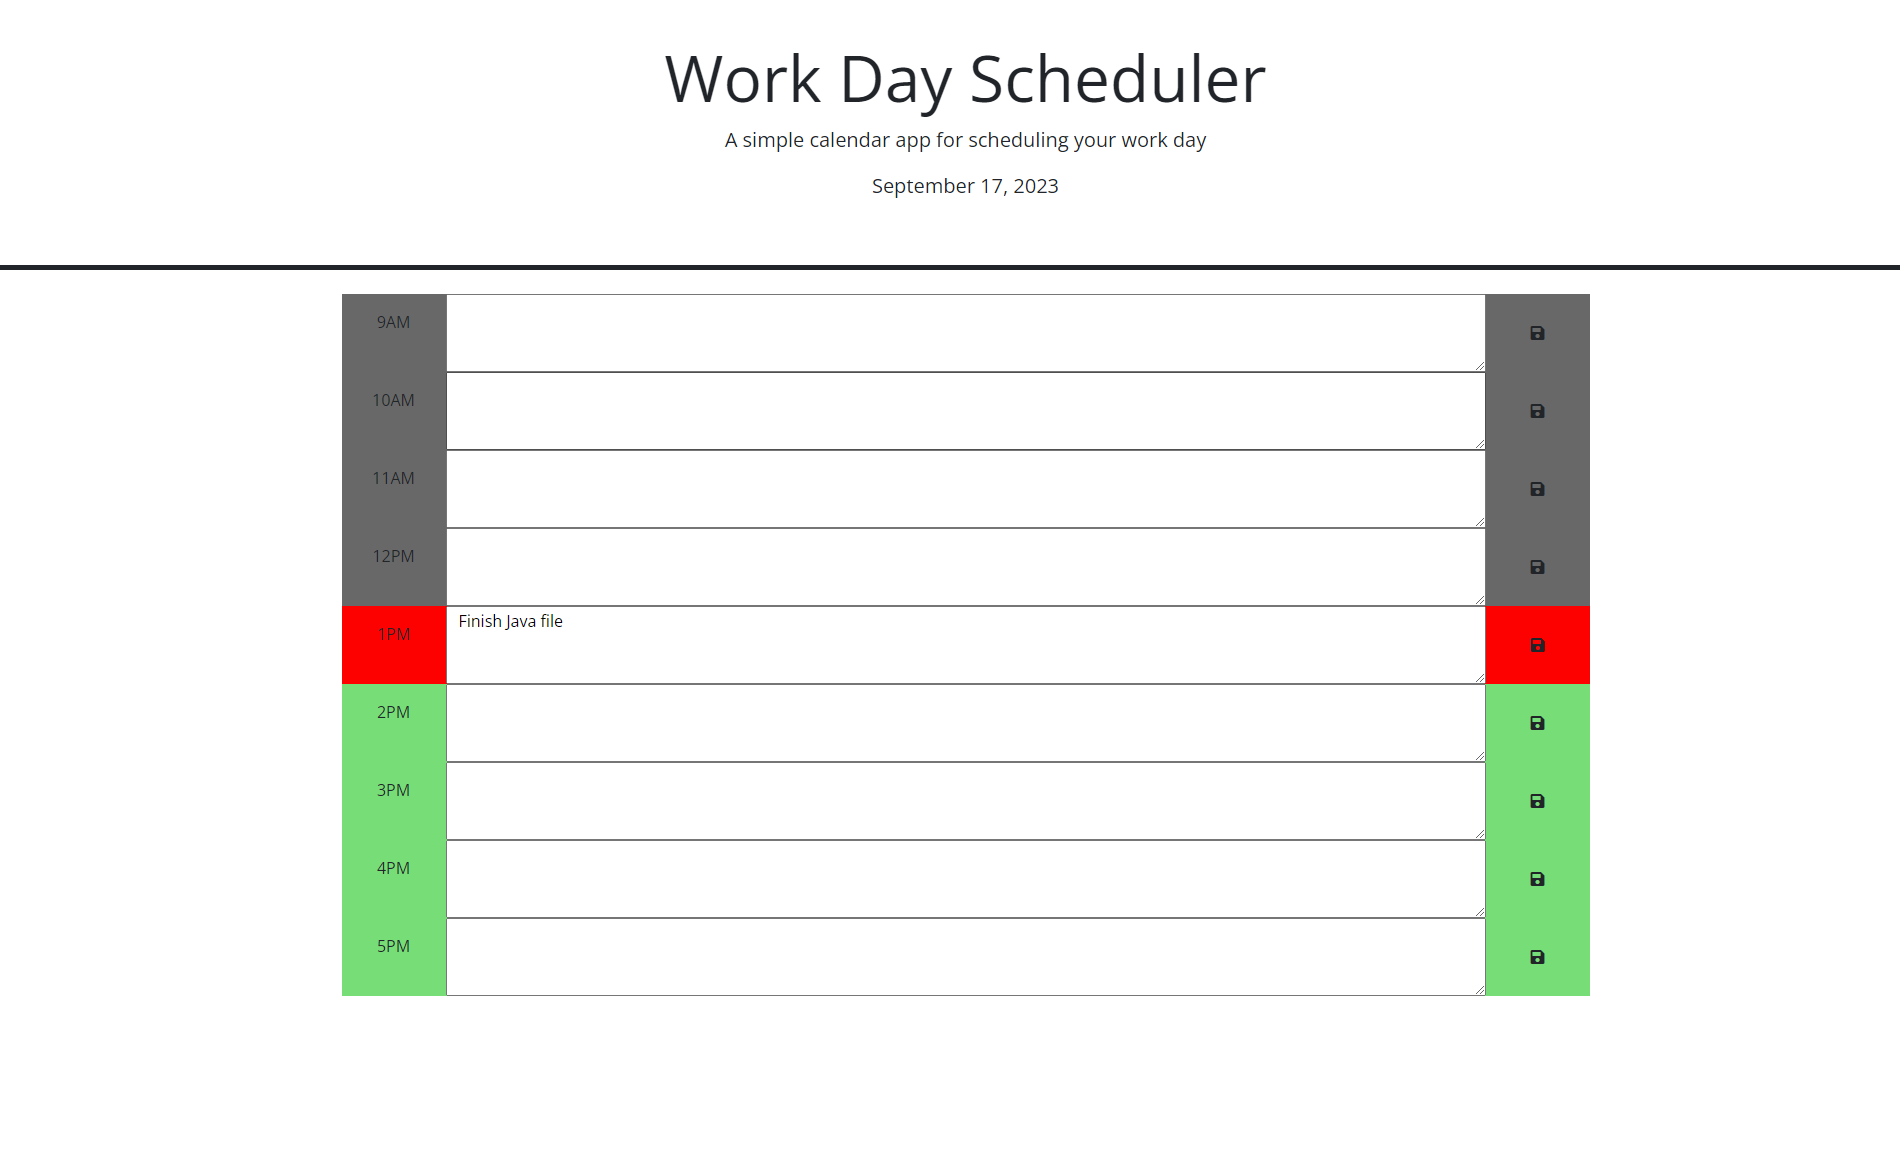 Work Day Scheduler
A simple calendar app for scheduling your work day
September 17, 2023
9AM
10AM
11AM
12PM
1PM Finish Java file
2PM
3PM
4PM
5PM